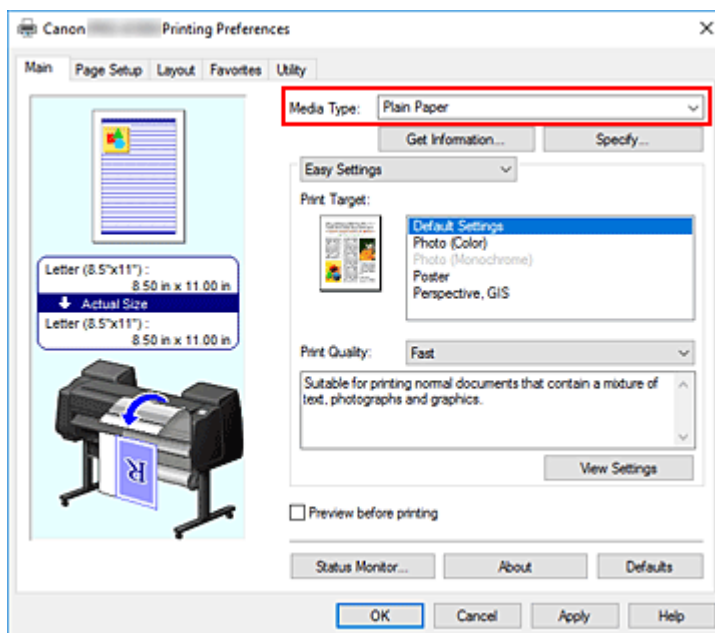 Canon Printing Preferences
Main Page Setup Layout Favorites Utility
Media Type: Plain Paper
Get Information... Specify...
Easy Settings
Print Target:
Default Settings
Photo (Color)
Photo (Monochrome)
Poster
Perspective, GIS
Letter (8.5"x11") :
8.50 in x 11.00 in
Actual Size
Letter (8.5"x11") :
8.50 in x 11.00 in
R
Print Quality: Fast
Suitable for printing normal documents that contain a mixture of
text, photographs and graphics.
View Settings
Preview before printing
Status Monitor... About Defaults
OK Cancel Apply Help